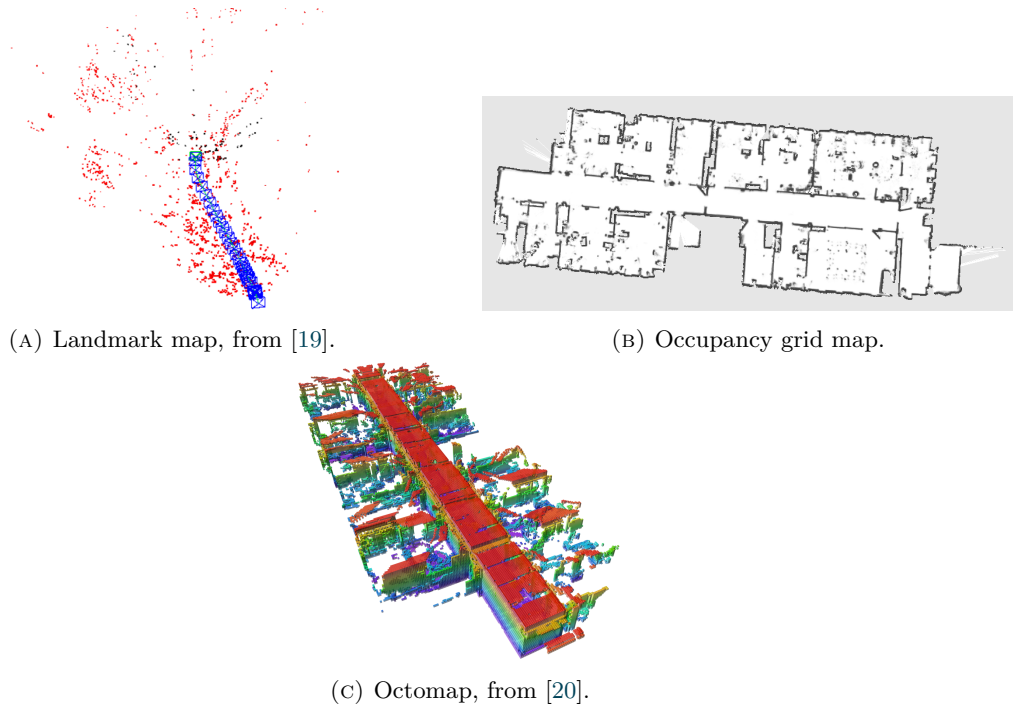 (A) Landmark map, from [19].
(B) Occupancy grid map.
(C) Octomap, from [20].